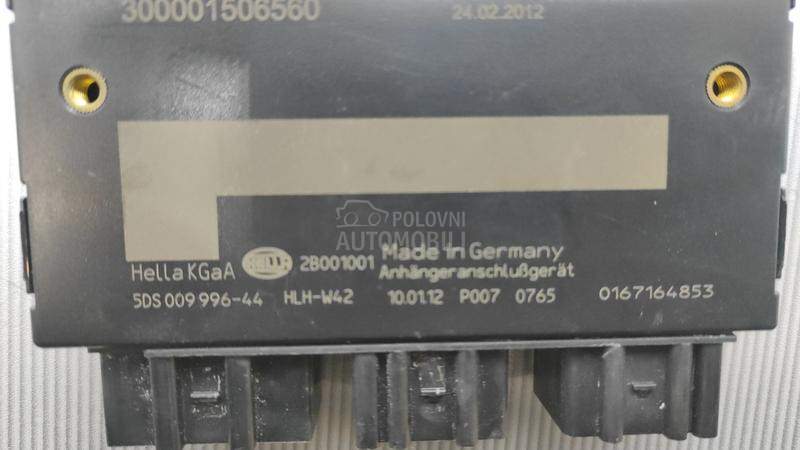 300001506560 24.02.2012
POLOVNI
AUTOMOBILI
Hella KGaA HELLA 2B001001 Made in Germany
Anhängeranschlußgerät
5DS 009 996-44 HLH-W42 10.01.12 P007 0765 0167164853